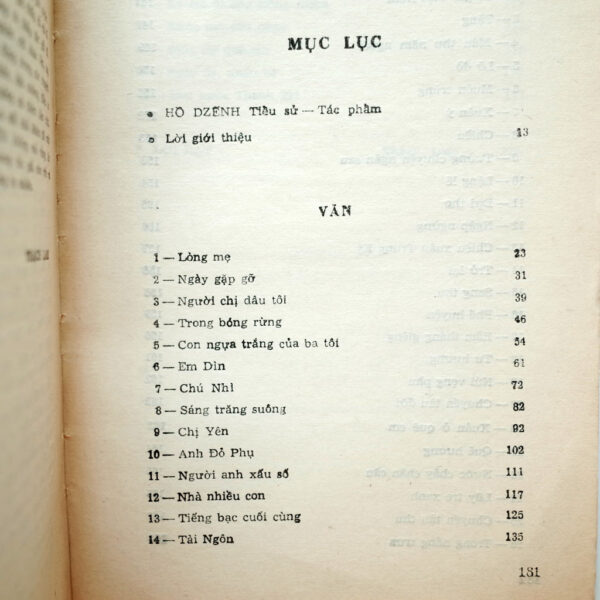 MỤC LỤC
• HỒ DZẾNH Tiểu sử — Tác phẩm
• Lời giới thiệu 13
VĂN
1 — Lòng mẹ 23
2 — Ngày gặp gỡ 31
3 — Người chị dâu tôi 39
4 — Trong bóng rừng 46
5 — Con ngựa trắng của ba tôi 54
6 — Em Dìn 61
7 — Chú Nhì 72
8 — Sáng trăng suông 82
9 — Chị Yên 92
10 — Anh Đỏ Phụ 102
11 — Người anh xấu số 111
12 — Nhà nhiều con 117
13 — Tiếng bạc cuối cùng 125
14 — Tài Ngôn 135
181